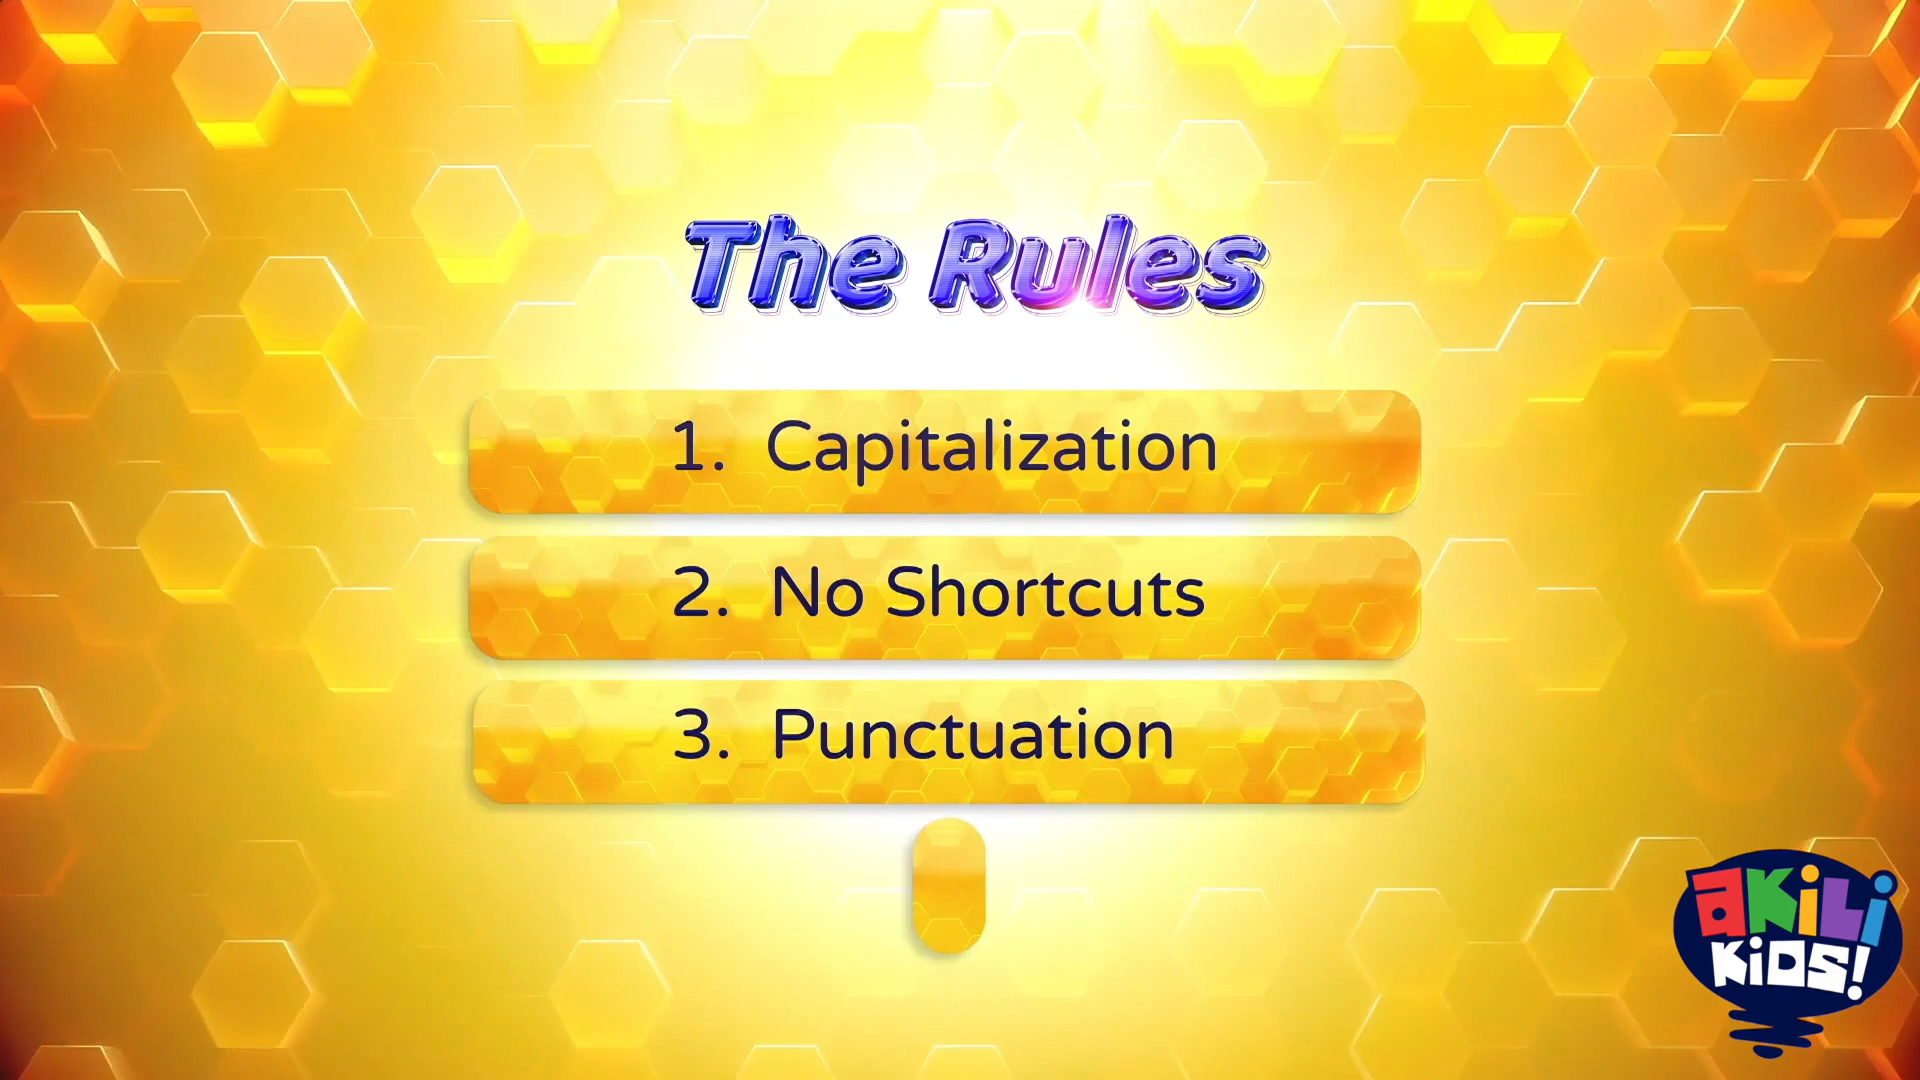 The Rules
1. Capitalization
2. No Shortcuts
3. Punctuation
AKiLi
KiDS!